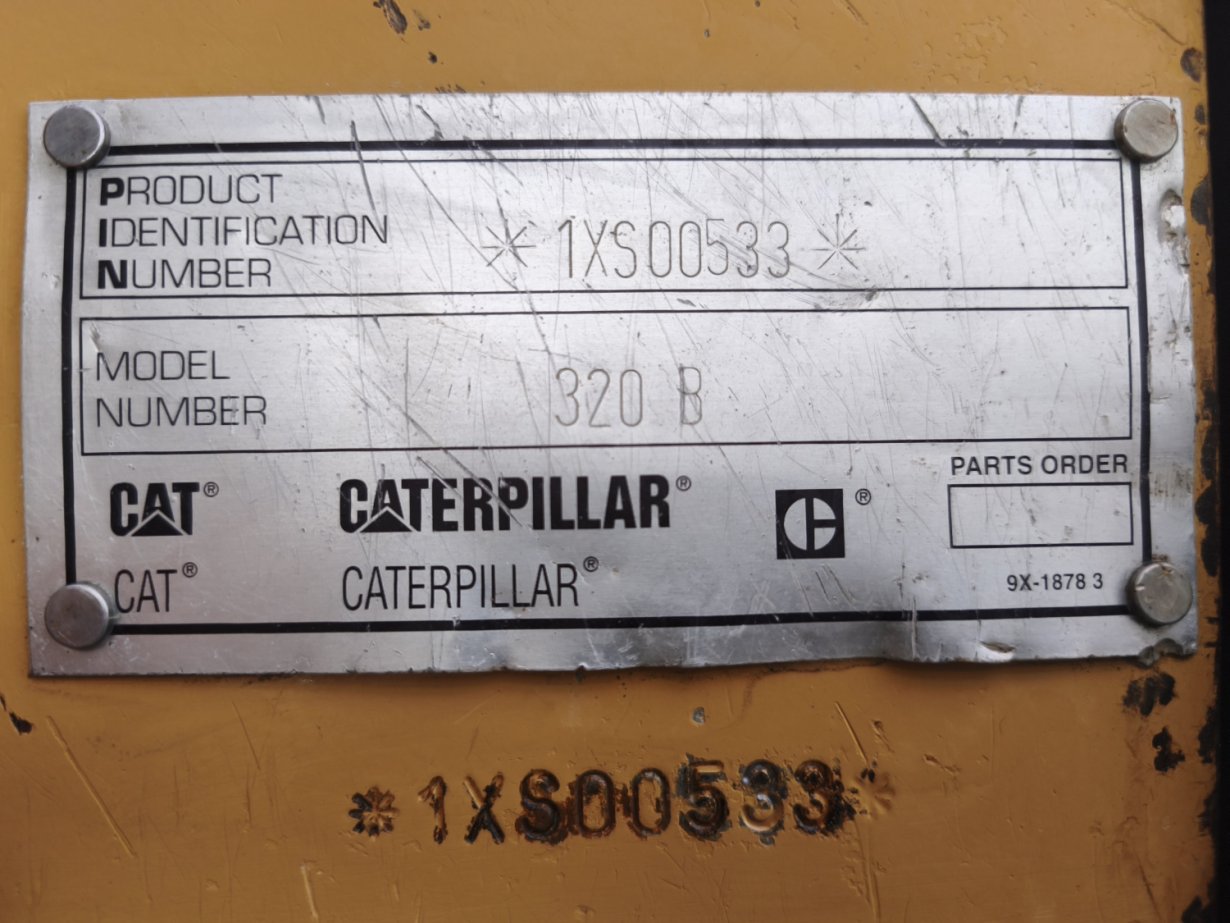 PRODUCT
IDENTIFICATION
NUMBER
* 1XS00533 *
MODEL
NUMBER
320 B
CAT® CATERPILLAR® ®
CAT® CATERPILLAR®
PARTS ORDER
9X-1878 3
*1XS00533*